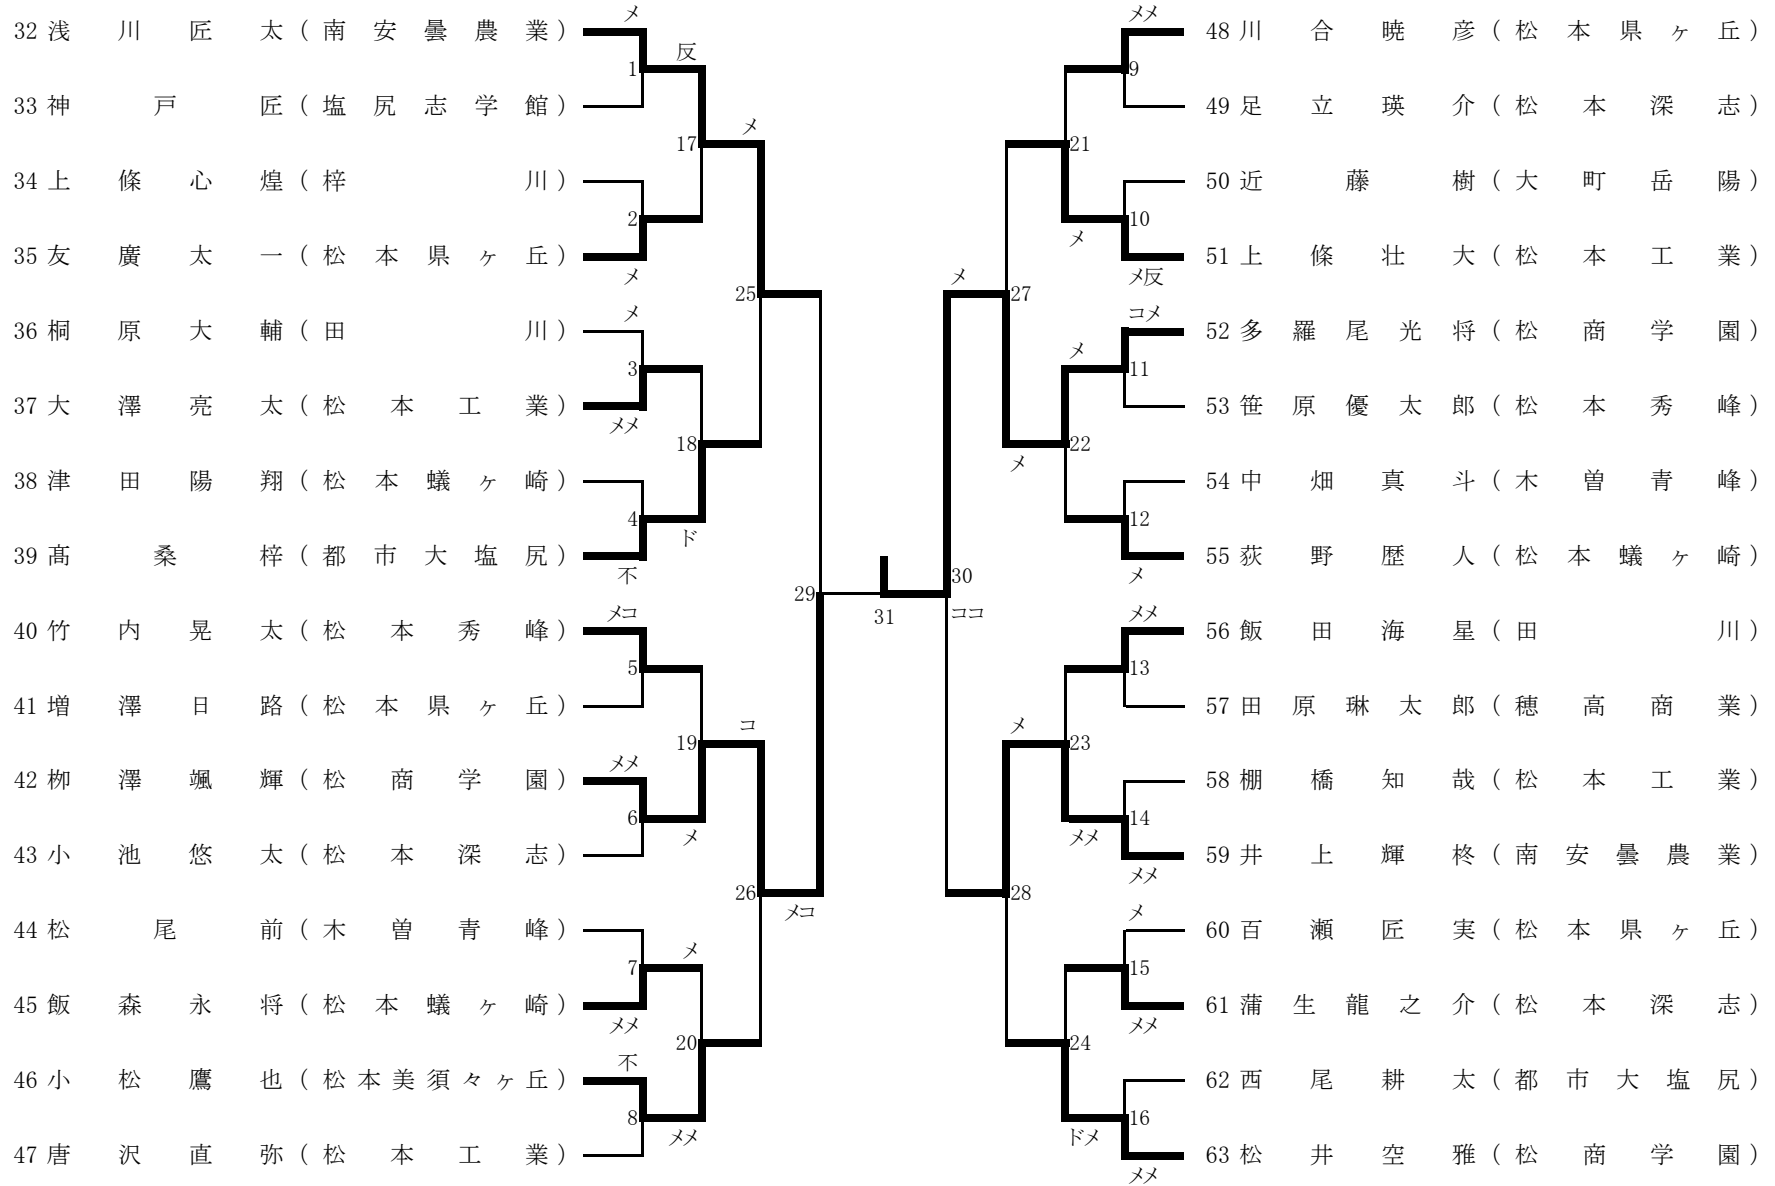 メ
32 浅川匠太（南安曇農業）
反
1
33 神戸匠（塩尻志学館）
メ
17
34 上條心煌（梓川）
2
35 友廣太一（松本県ヶ丘）
メ
25
メ
36 桐原大輔（田川）
3
37 大澤亮太（松本工業）
メメ
18
38 津田陽翔（松本蟻ヶ崎）
4
ド
39 髙桑梓（都市大塩尻）
不
29
メコ
40 竹内晃太（松本秀峰）
5
41 増澤日路（松本県ヶ丘）
コ
19
メメ
42 栁澤颯輝（松商学園）
6
メ
43 小池悠太（松本深志）
26
メコ
44 松尾前（木曽青峰）
メ
7
45 飯森永将（松本蟻ヶ崎）
メメ
20
不
46 小松鷹也（松本美須々ヶ丘）
8
メメ
47 唐沢直弥（松本工業）
31
メメ
48 川合暁彦（松本県ヶ丘）
9
49 足立瑛介（松本深志）
21
50 近藤樹（大町岳陽）
10
メ
51 上條壮大（松本工業）
メ反
メ
27
コメ
52 多羅尾光将（松商学園）
メ
11
53 笹原優太郎（松本秀峰）
22
メ
54 中畑真斗（木曽青峰）
12
55 荻野歴人（松本蟻ヶ崎）
メ
30
ココ
メメ
56 飯田海星（田川）
13
57 田原琳太郎（穂高商業）
メ
23
58 棚橋知哉（松本工業）
14
メメ
59 井上輝柊（南安曇農業）
メメ
28
メ
60 百瀬匠実（松本県ヶ丘）
15
61 蒲生龍之介（松本深志）
メメ
24
62 西尾耕太（都市大塩尻）
16
ドメ
63 松井空雅（松商学園）
メメ